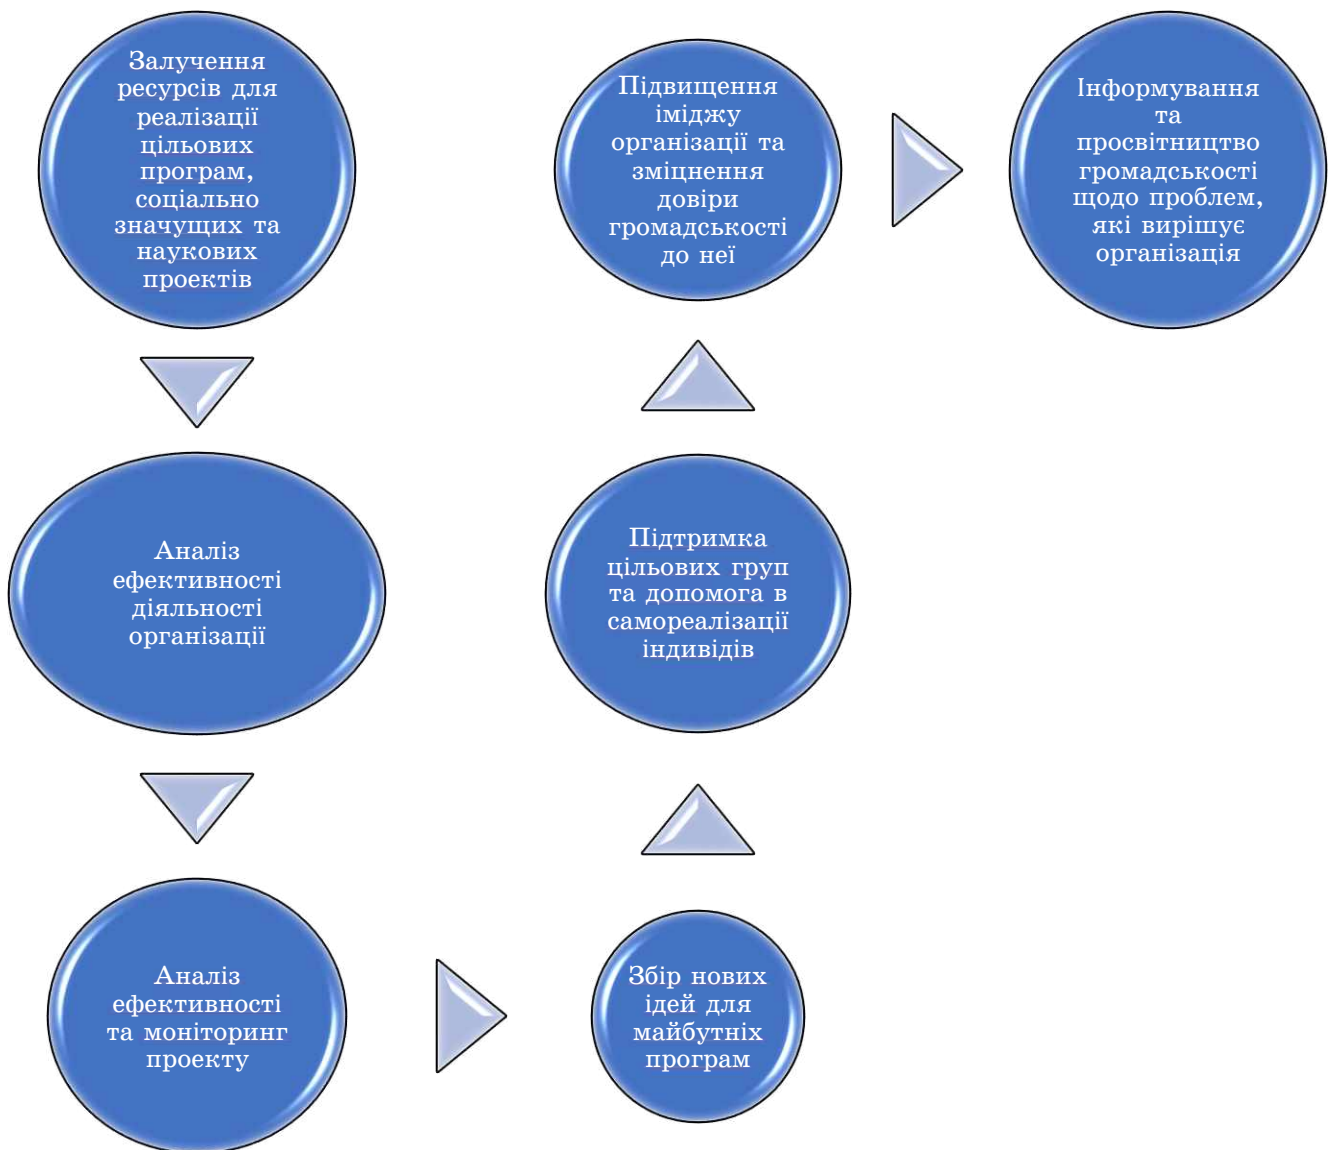 Залучення
ресурсів для
реалізації
цільових
програм,
соціально
значущих та
наукових
проектів
Аналіз
ефективності
діяльності
організації
Аналіз
ефективності
та моніторинг
проекту
Збір нових
ідей для
майбутніх
програм
Підтримка
цільових груп
та допомога в
самореалізації
індивідів
Підвищення
іміджу
організації та
зміцнення
довіри
громадськості
до неї
Інформування
та
просвітництво
громадськості
щодо проблем,
які вирішує
організація